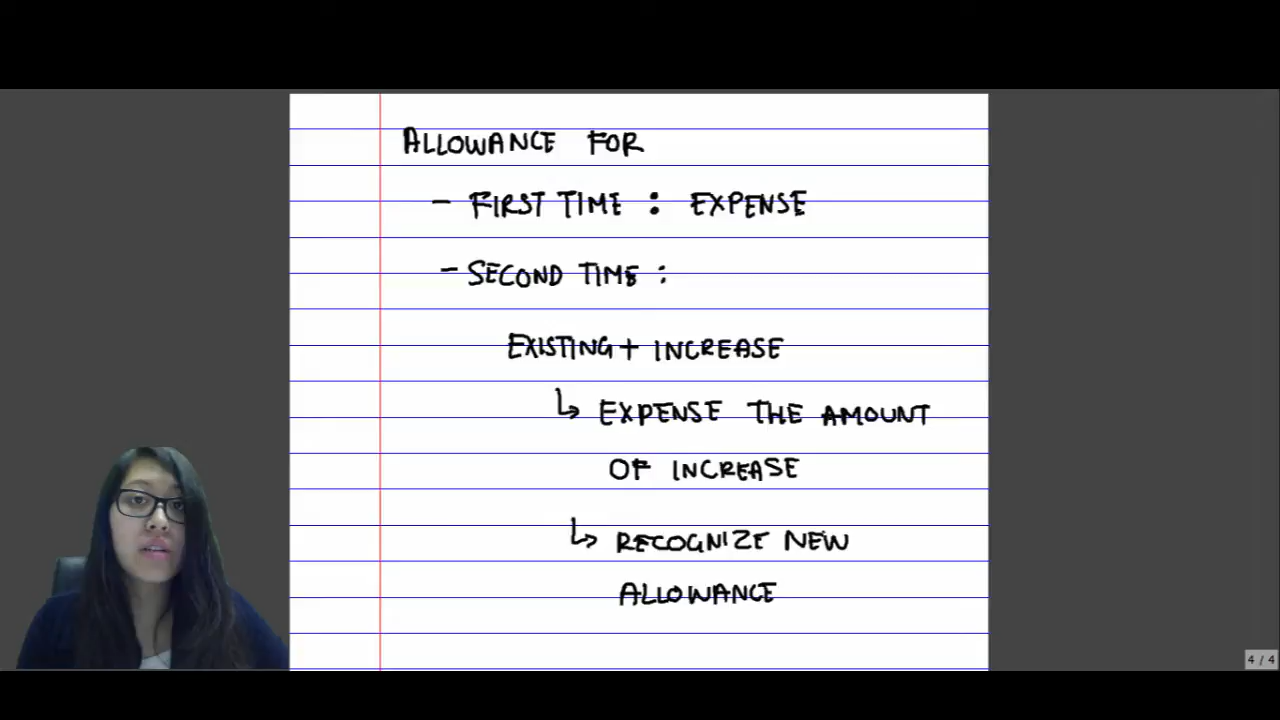 ALLOWANCE FOR
- FIRST TIME : EXPENSE
- SECOND TIME :
EXISTING + INCREASE
↳ EXPENSE THE AMOUNT
OF INCREASE
↳ RECOGNIZE NEW
ALLOWANCE
4 / 4